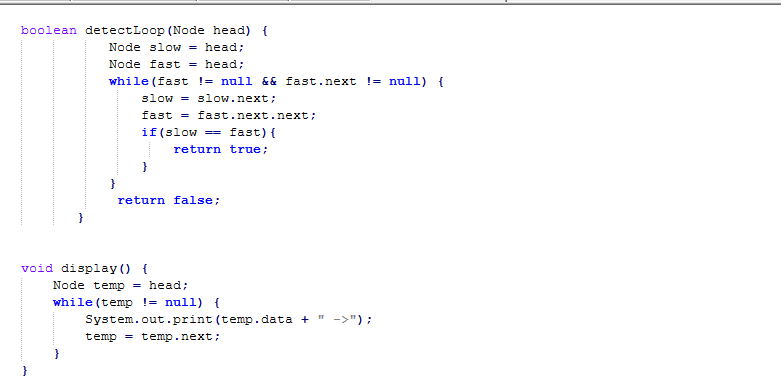 boolean detectLoop(Node head) {
Node slow = head;
Node fast = head;
while(fast != null && fast.next != null) {
slow = slow.next;
fast = fast.next.next;
if(slow == fast){
return true;
}
}
return false;
}
void display() {
Node temp = head;
while(temp != null) {
System.out.print(temp.data + " ->");
temp = temp.next;
}
}